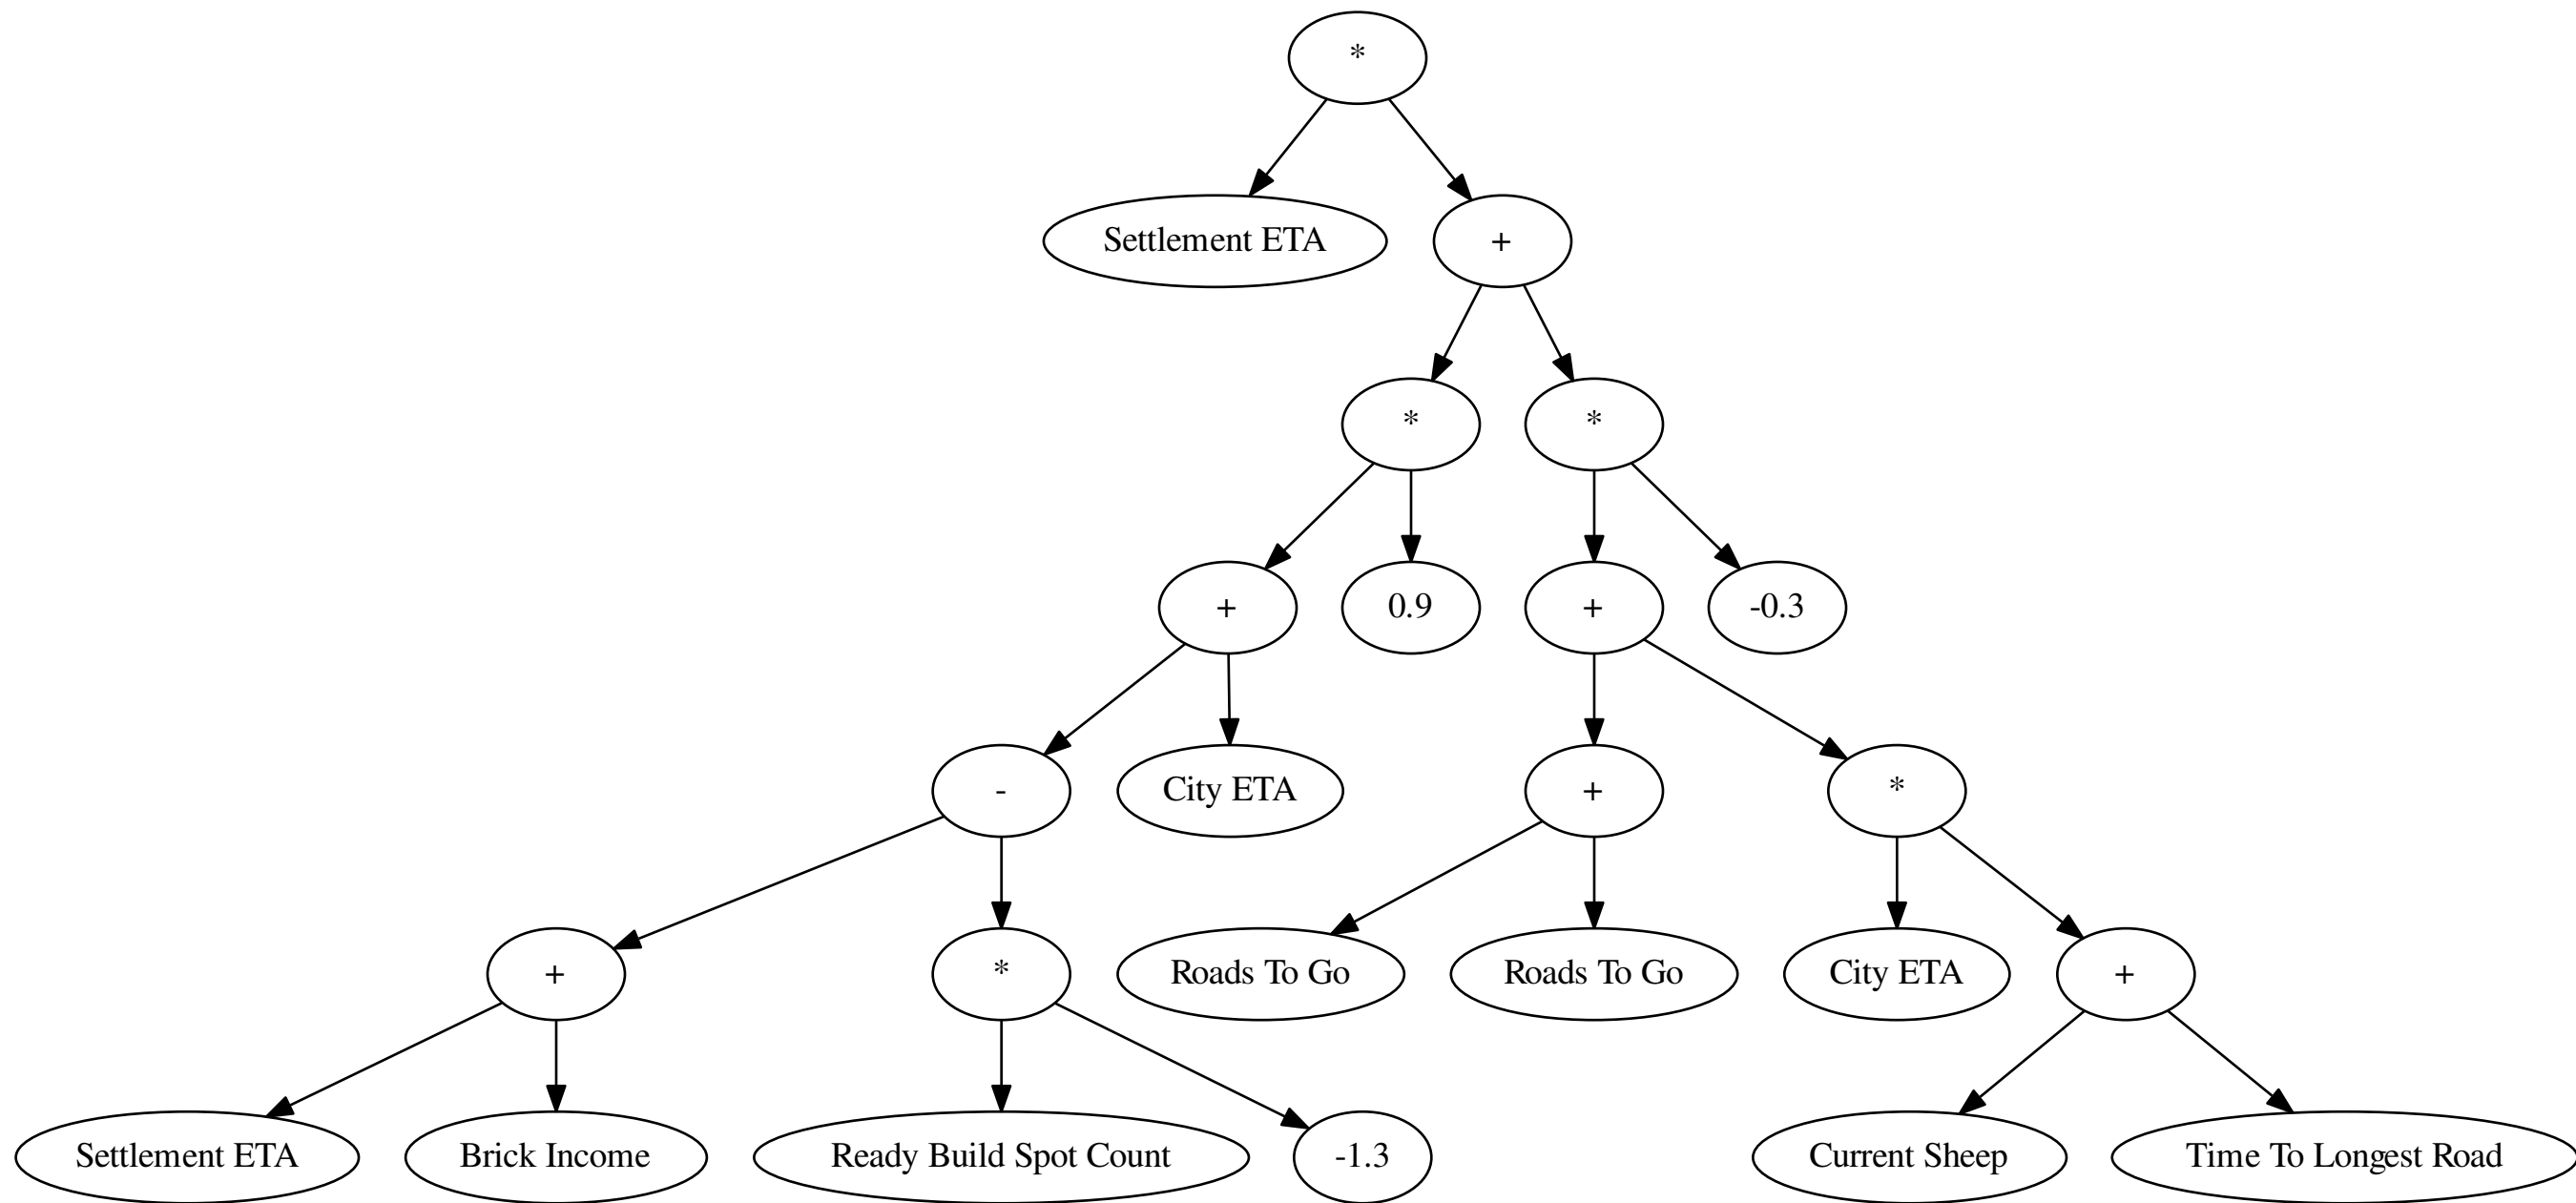 *
Settlement ETA
+
*
*
+
0.9
+
-0.3
-
City ETA
+
*
+
*
Roads To Go
Roads To Go
City ETA
+
Settlement ETA
Brick Income
Ready Build Spot Count
-1.3
Current Sheep
Time To Longest Road